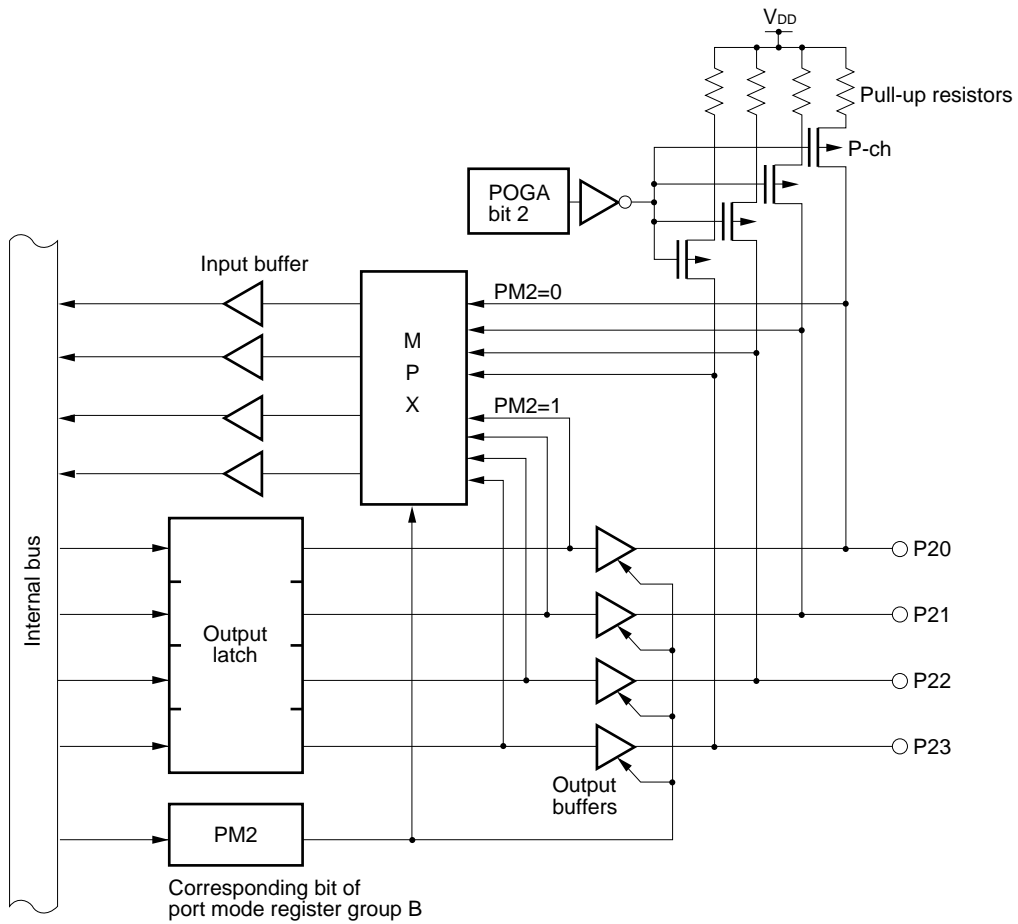 VDD
Pull-up resistors
P-ch
POGA
bit 2
Input buffer
PM2=0
M
P
X
PM2=1
Internal bus
P20
P21
Output
latch
P22
P23
Output
buffers
PM2
Corresponding bit of
port mode register group B